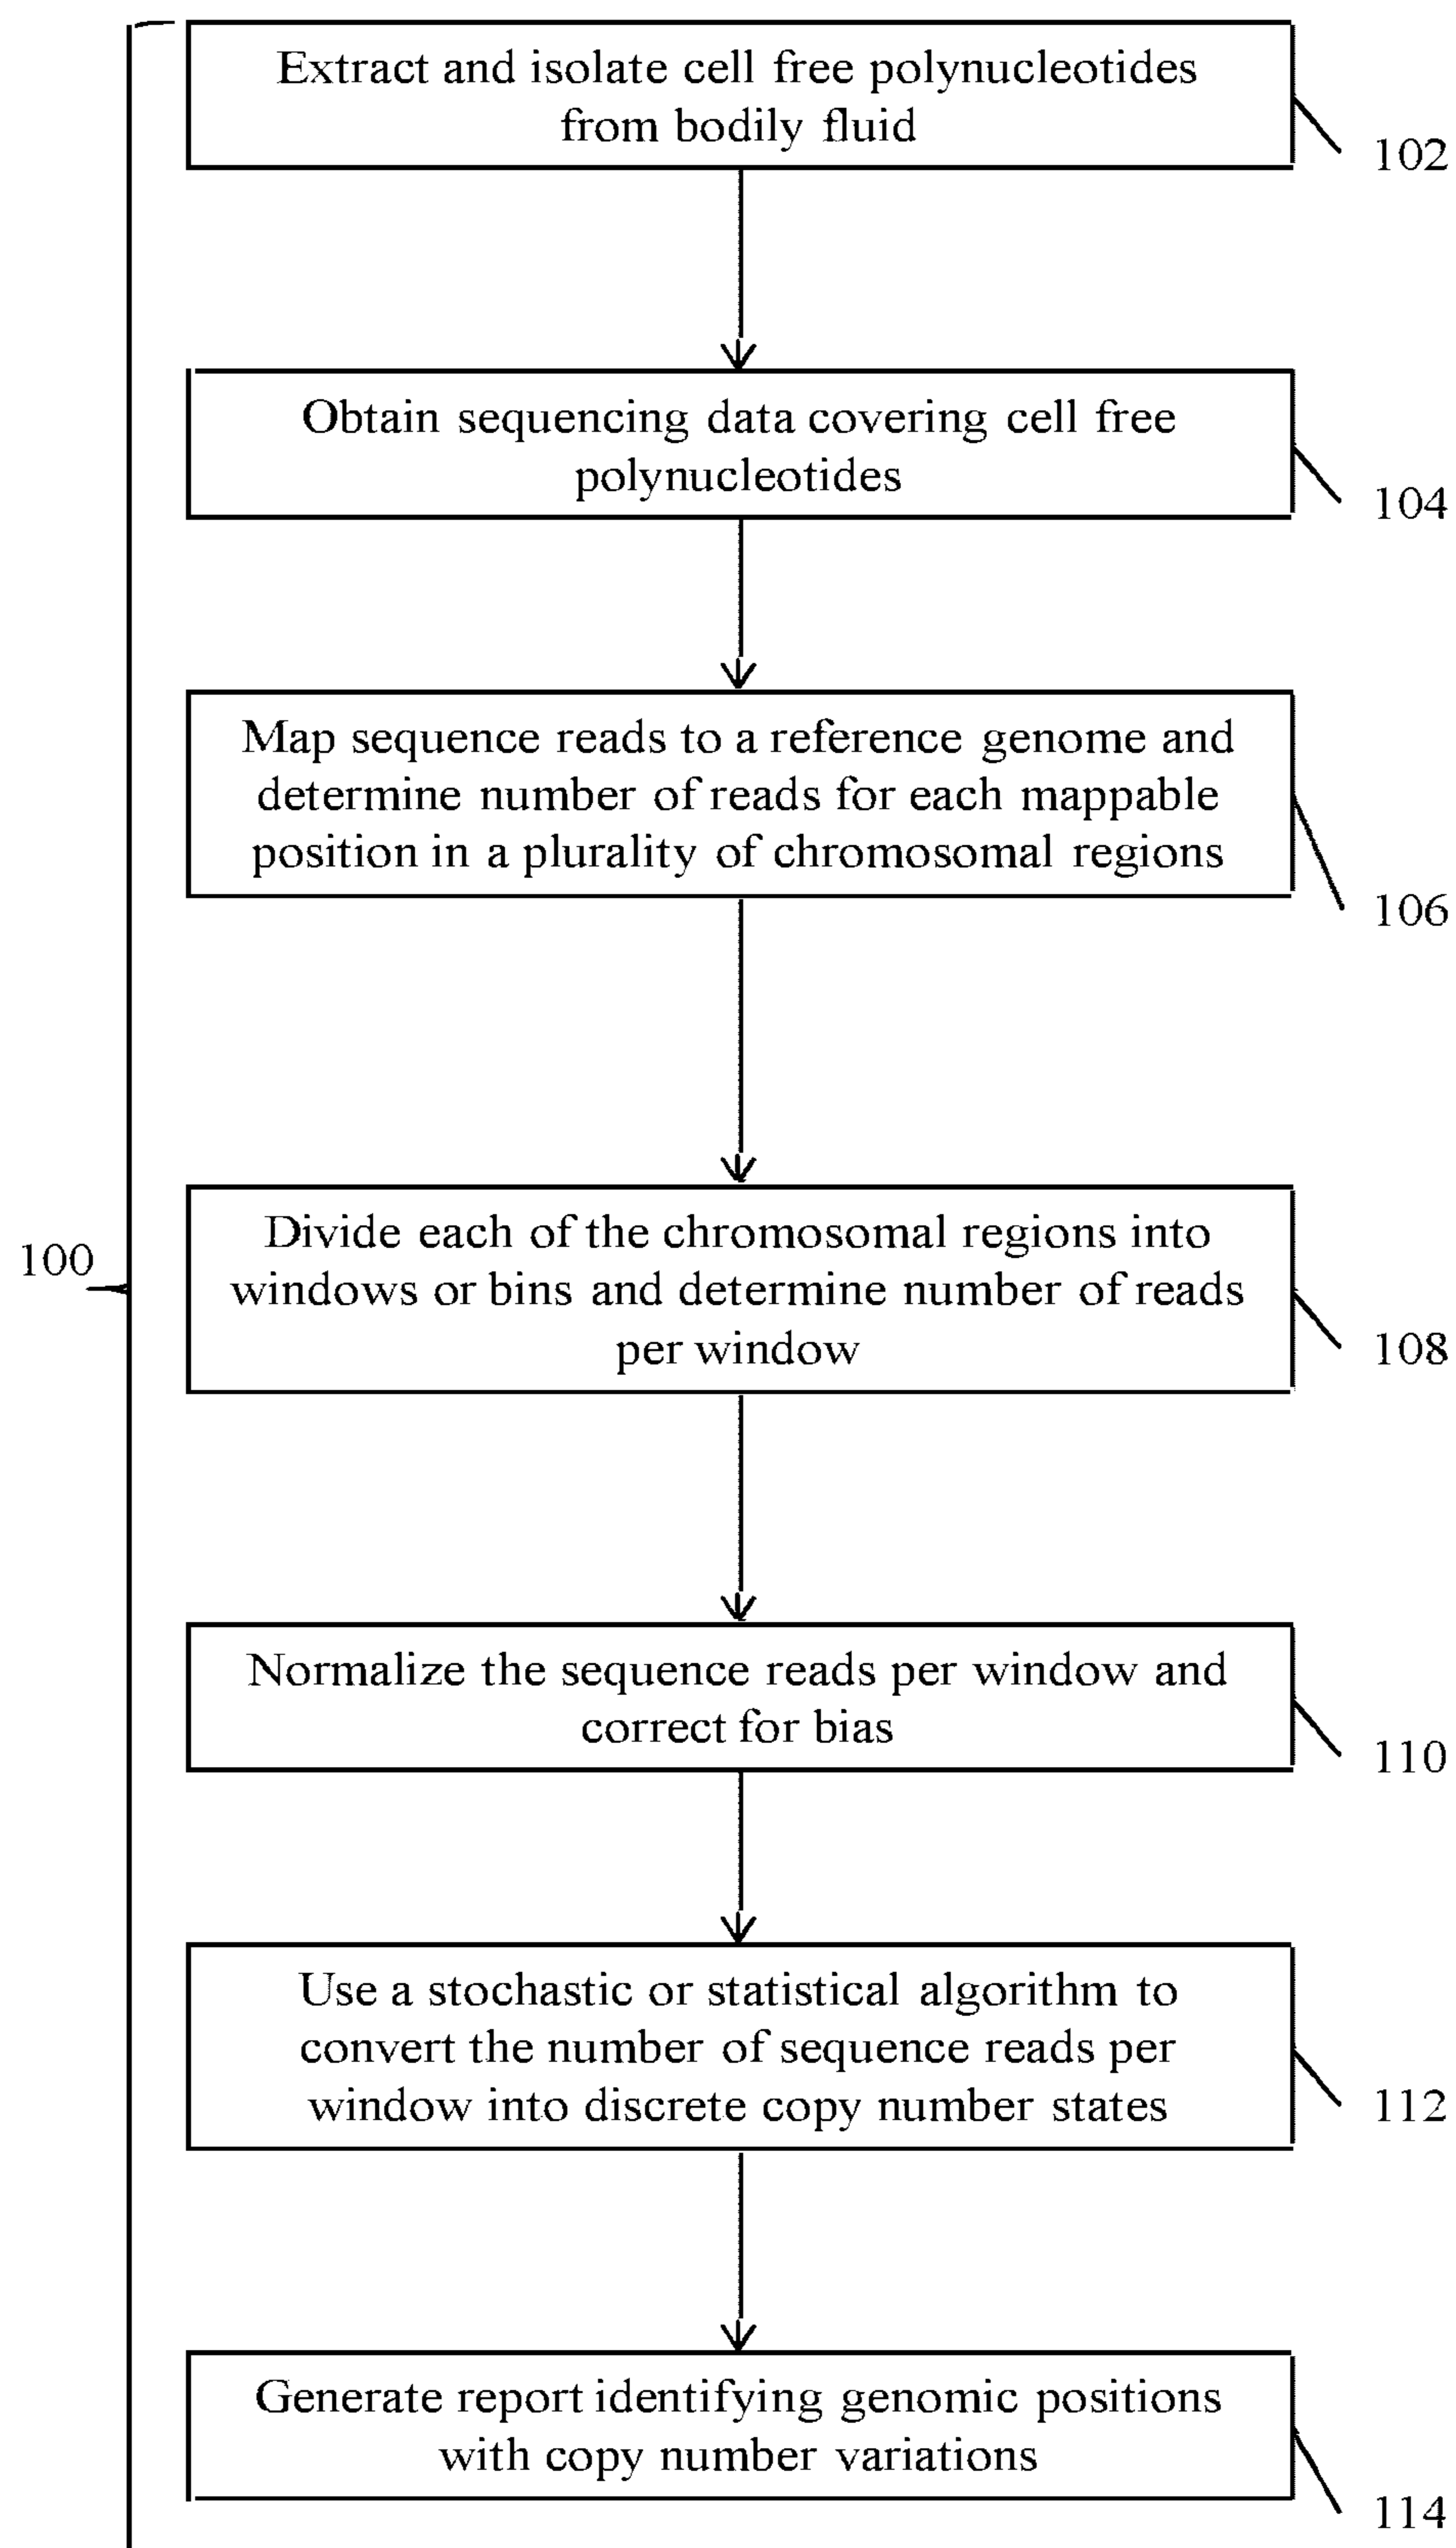 Extract and isolate cell free polynucleotides
from bodily fluid
102
Obtain sequencing data covering cell free
polynucleotides
104
Map sequence reads to a reference genome and
determine number of reads for each mappable
position in a plurality of chromosomal regions
106
100
Divide each of the chromosomal regions into
windows or bins and determine number of reads
per window
108
Normalize the sequence reads per window and
correct for bias
110
Use a stochastic or statistical algorithm to
convert the number of sequence reads per
window into discrete copy number states
112
Generate report identifying genomic positions
with copy number variations
114